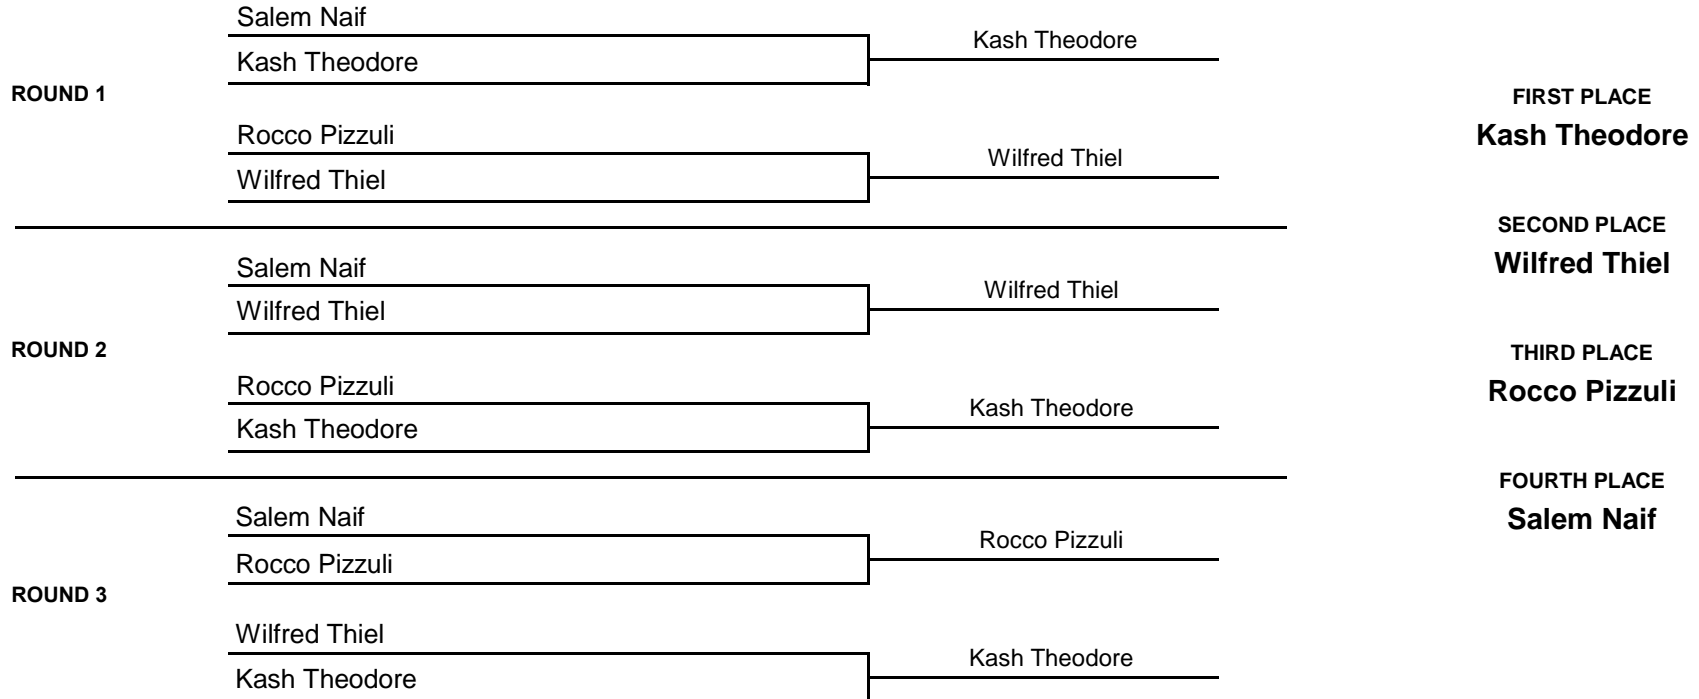 Salem Naif
Kash Theodore
Kash Theodore
ROUND 1
Rocco Pizzuli
Wilfred Thiel
Wilfred Thiel
Salem Naif
Wilfred Thiel
Wilfred Thiel
ROUND 2
Rocco Pizzuli
Kash Theodore
Kash Theodore
Salem Naif
Rocco Pizzuli
Rocco Pizzuli
ROUND 3
Wilfred Thiel
Kash Theodore
Kash Theodore
FIRST PLACE
Kash Theodore
SECOND PLACE
Wilfred Thiel
THIRD PLACE
Rocco Pizzuli
FOURTH PLACE
Salem Naif